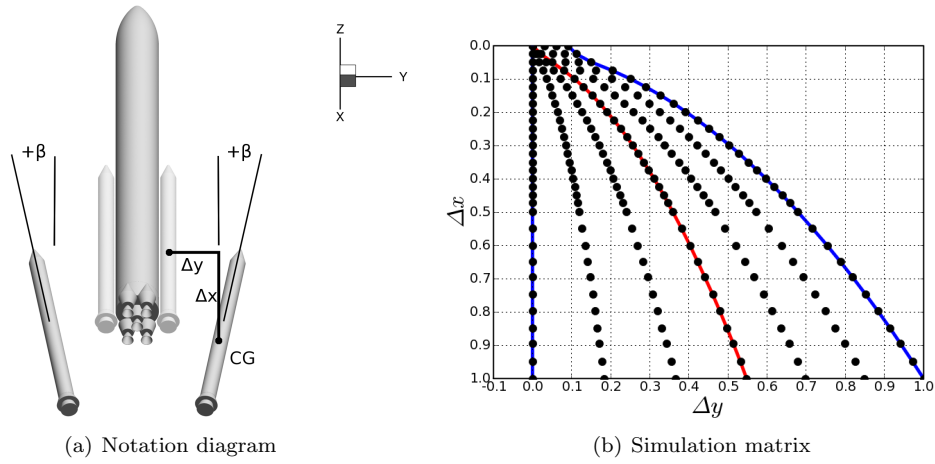 Z
Y
X
+β
+β
Δy
Δx
CG
(a) Notation diagram
Δx
0.0
0.1
0.2
0.3
0.4
0.5
0.6
0.7
0.8
0.9
1.0
-0.1 0.0 0.1 0.2 0.3 0.4 0.5 0.6 0.7 0.8 0.9 1.0
Δy
(b) Simulation matrix